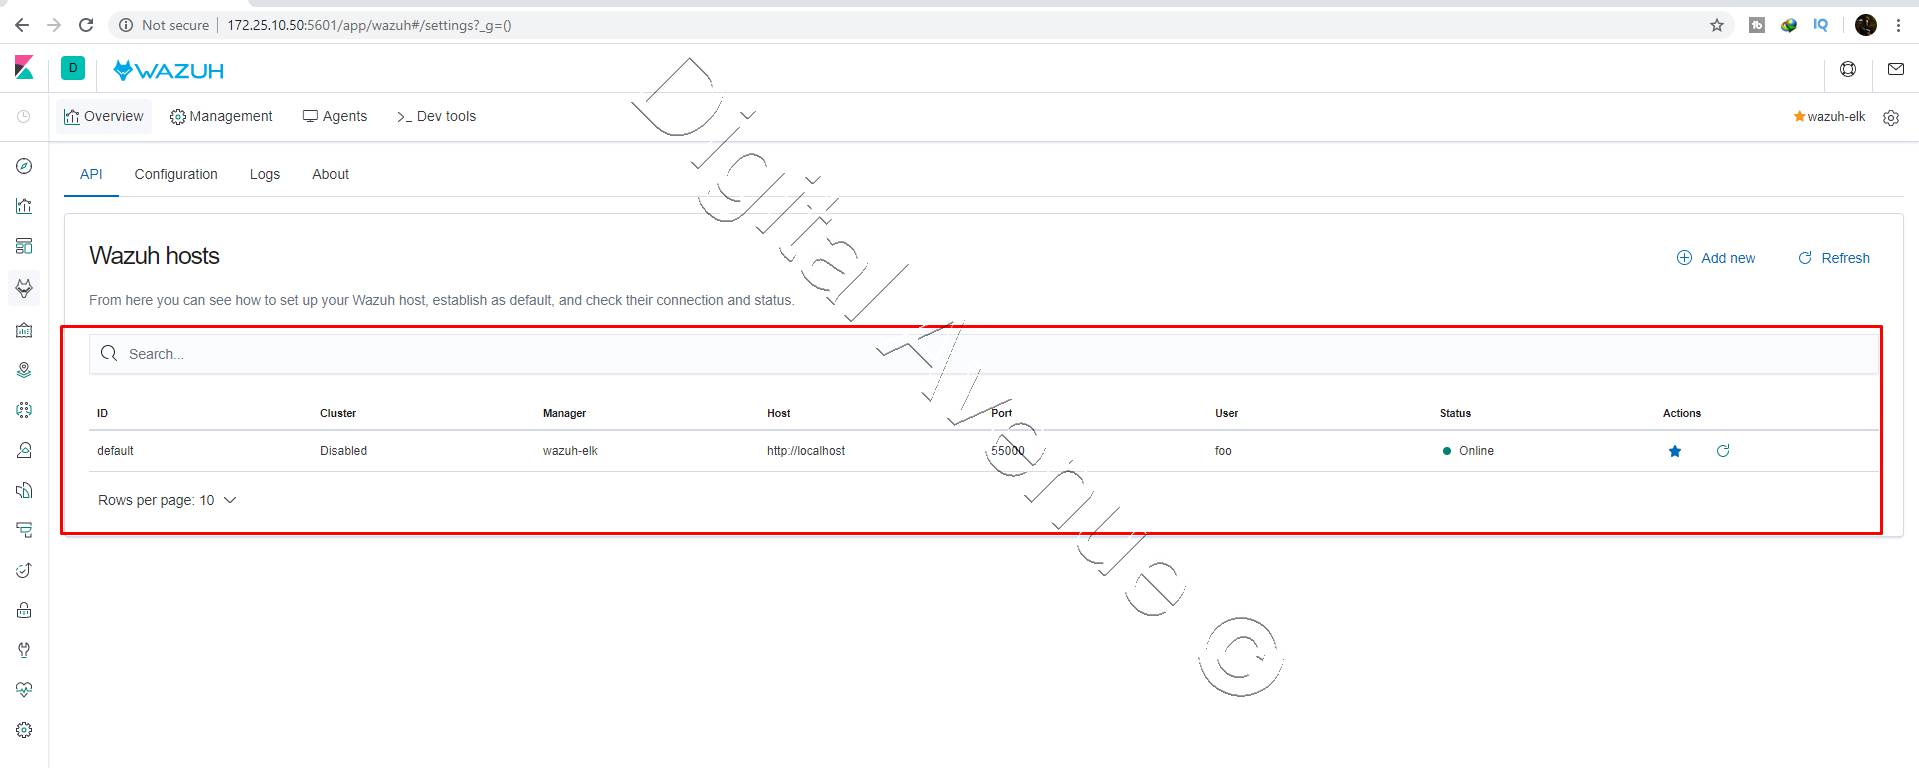 Not secure 172.25.10.50:5601/app/wazuh#/settings?_g=() tb IQ
D WAZUH
Overview Management >_ Agents Dev tools wazuh-elk
API Configuration Logs About
Wazuh hosts Add new Refresh
From here you can see how to set up your Wazuh host, establish as default, and check their connection and status.
Search...
ID Cluster Manager Host Port User Status Actions
default Disabled wazuh-elk http://localhost 55000 foo Online
Rows per page: 10
Digital Avenue ©